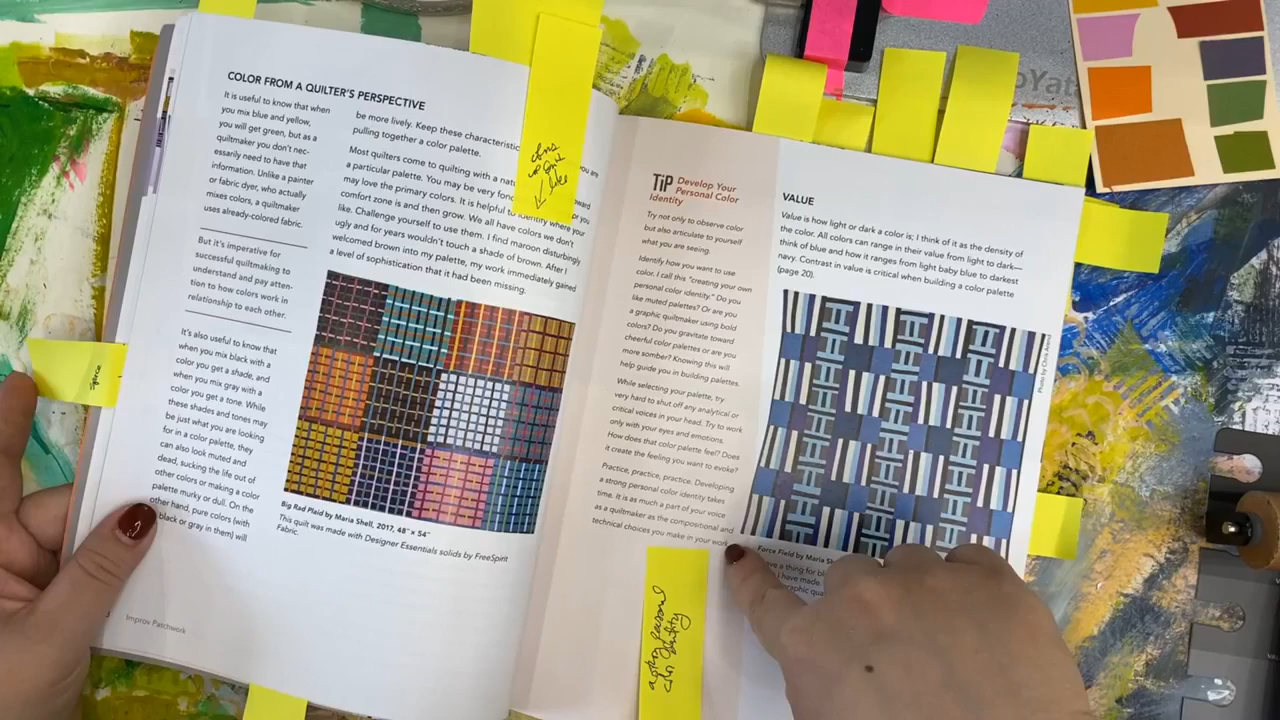 COLOR FROM A QUILTER'S PERSPECTIVE
It is useful to know that when
you mix blue and yellow,
you will get green, but as a
quiltmaker you don't nec-
essarily need to have that
information. Unlike a painter
or fabric dyer, who actually
mixes colors, a quiltmaker
uses already-colored fabric.
But it's imperative for
successful quiltmaking to
understand and pay atten-
tion to how colors work in
relationship to each other.
It's also useful to know that
when you mix black with a
color you get a shade, and
when you mix gray with a
color you get a tone. While
these shades and tones may
be just what you are looking
for in a color palette, they
can also look muted and
dead, sucking the life out of
other colors or making a color
palette murky or dull. On the
other hand, pure colors (with
black or gray in them) will
be more lively. Keep these characteristic
you are
pulling together a color palette.
Most quilters come to quilting with a nat
toward
a particular palette. You may be very fon
or you
may love the primary colors. It is helpful to identify where your
comfort zone is and then grow. We all have colors we don't
like. Challenge yourself to use them. I find maroon disturbingly
ugly and for years wouldn't touch a shade of brown. After I
welcomed brown into my palette, my work immediately gained
a level of sophistication that it had been missing.
Big Rad Plaid by Maria Shell, 2017, 48" × 54"
This quilt was made with Designer Essentials solids by FreeSpirit
Fabric.
Improv Patchwork
like
TiP Develop Your
Personal Color
Identity
Try not only to observe color
but also articulate to yourself
what you are seeing.
Identify how you want to use
color. I call this "creating your own
personal color identity." Do you
like muted palettes? Or are you
a graphic quiltmaker using bold
colors? Do you gravitate toward
cheerful color palettes or are you
more somber? Knowing this will
help guide you in building palettes.
While selecting your palette, try
very hard to shut off any analytical or
critical voices in your head. Try to work
only with your eyes and emotions.
How does that color palette feel? Does
it create the feeling you want to evoke?
Practice, practice, practice. Developing
a strong personal color identity takes
time. It is as much a part of your voice
as a quiltmaker as the compositional and
technical choices you make in your work.
personal
identity
VALUE
Value is how light or dark a color is; I think of it as the density of
the color. All colors can range in their value from light to dark—
think of blue and how it ranges from light baby blue to darkest
navy. Contrast in value is critical when building a color palette
(page 20).
Force Field by Maria Sh
ave a thing for bl
I have made
graphic qua
oYat